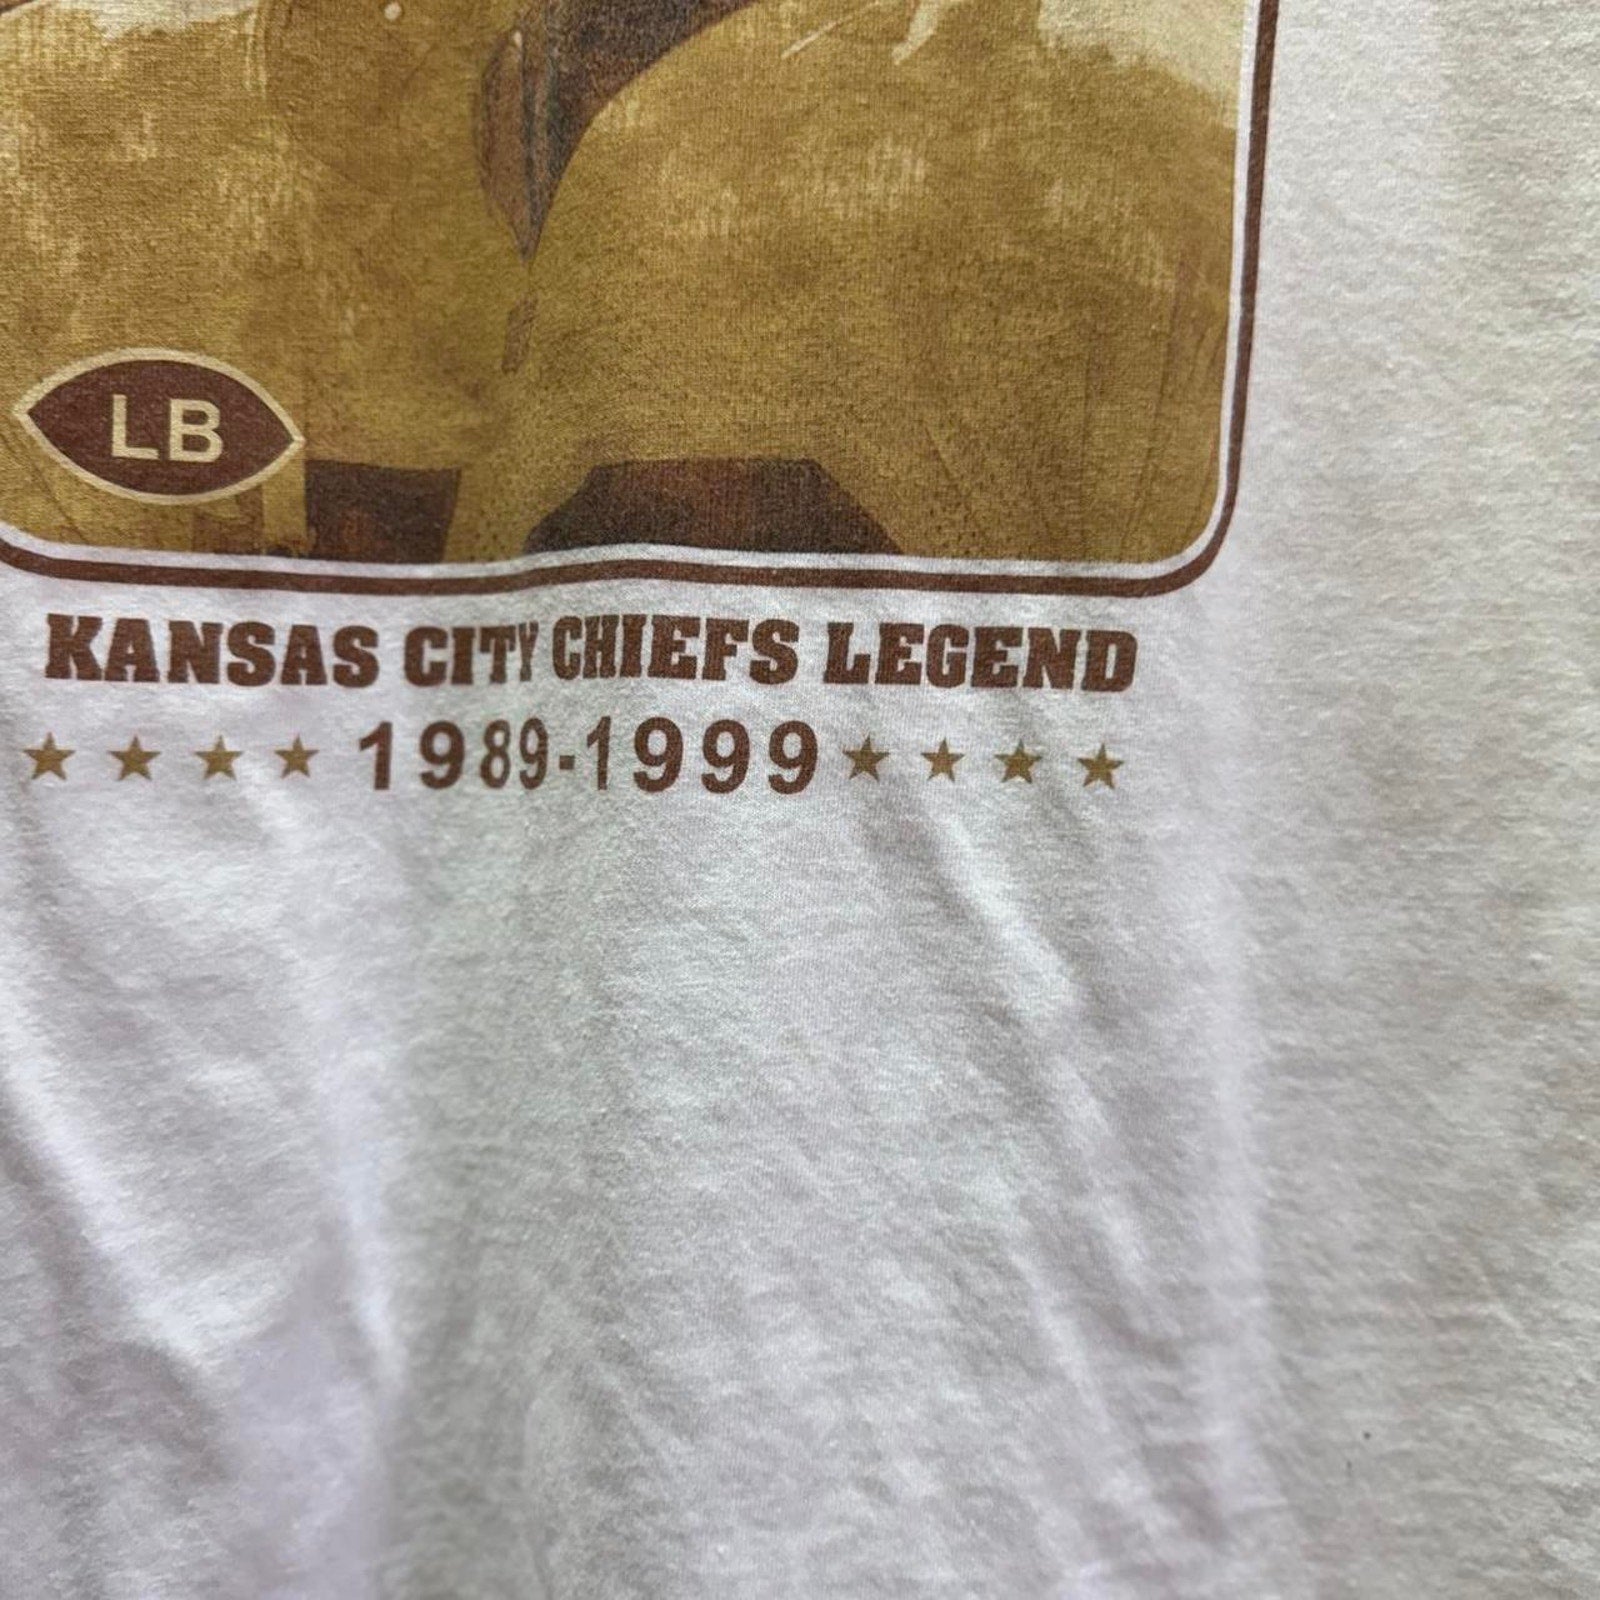 LB
KANSAS CITY CHIEFS LEGEND
★ ★ ★ ★ 1989-1999 ★ ★ ★ ★